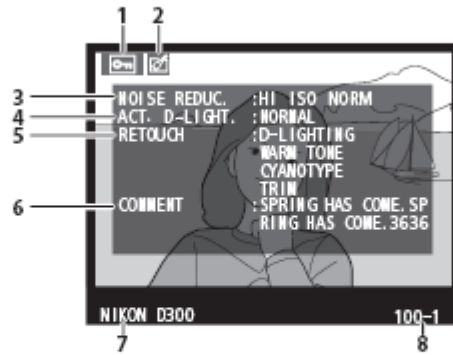 1 2
3 NOISE REDUC. :HI ISO NORM
4 ACT. D-LIGHT. :NORMAL
5 RETOUCH :D-LIGHTING
WARM TONE
CYANOTYPE
TRIM
6 COMMENT :SPRING HAS COME.SP
RING HAS COME.3636
NIKON D300 100-1
7 8